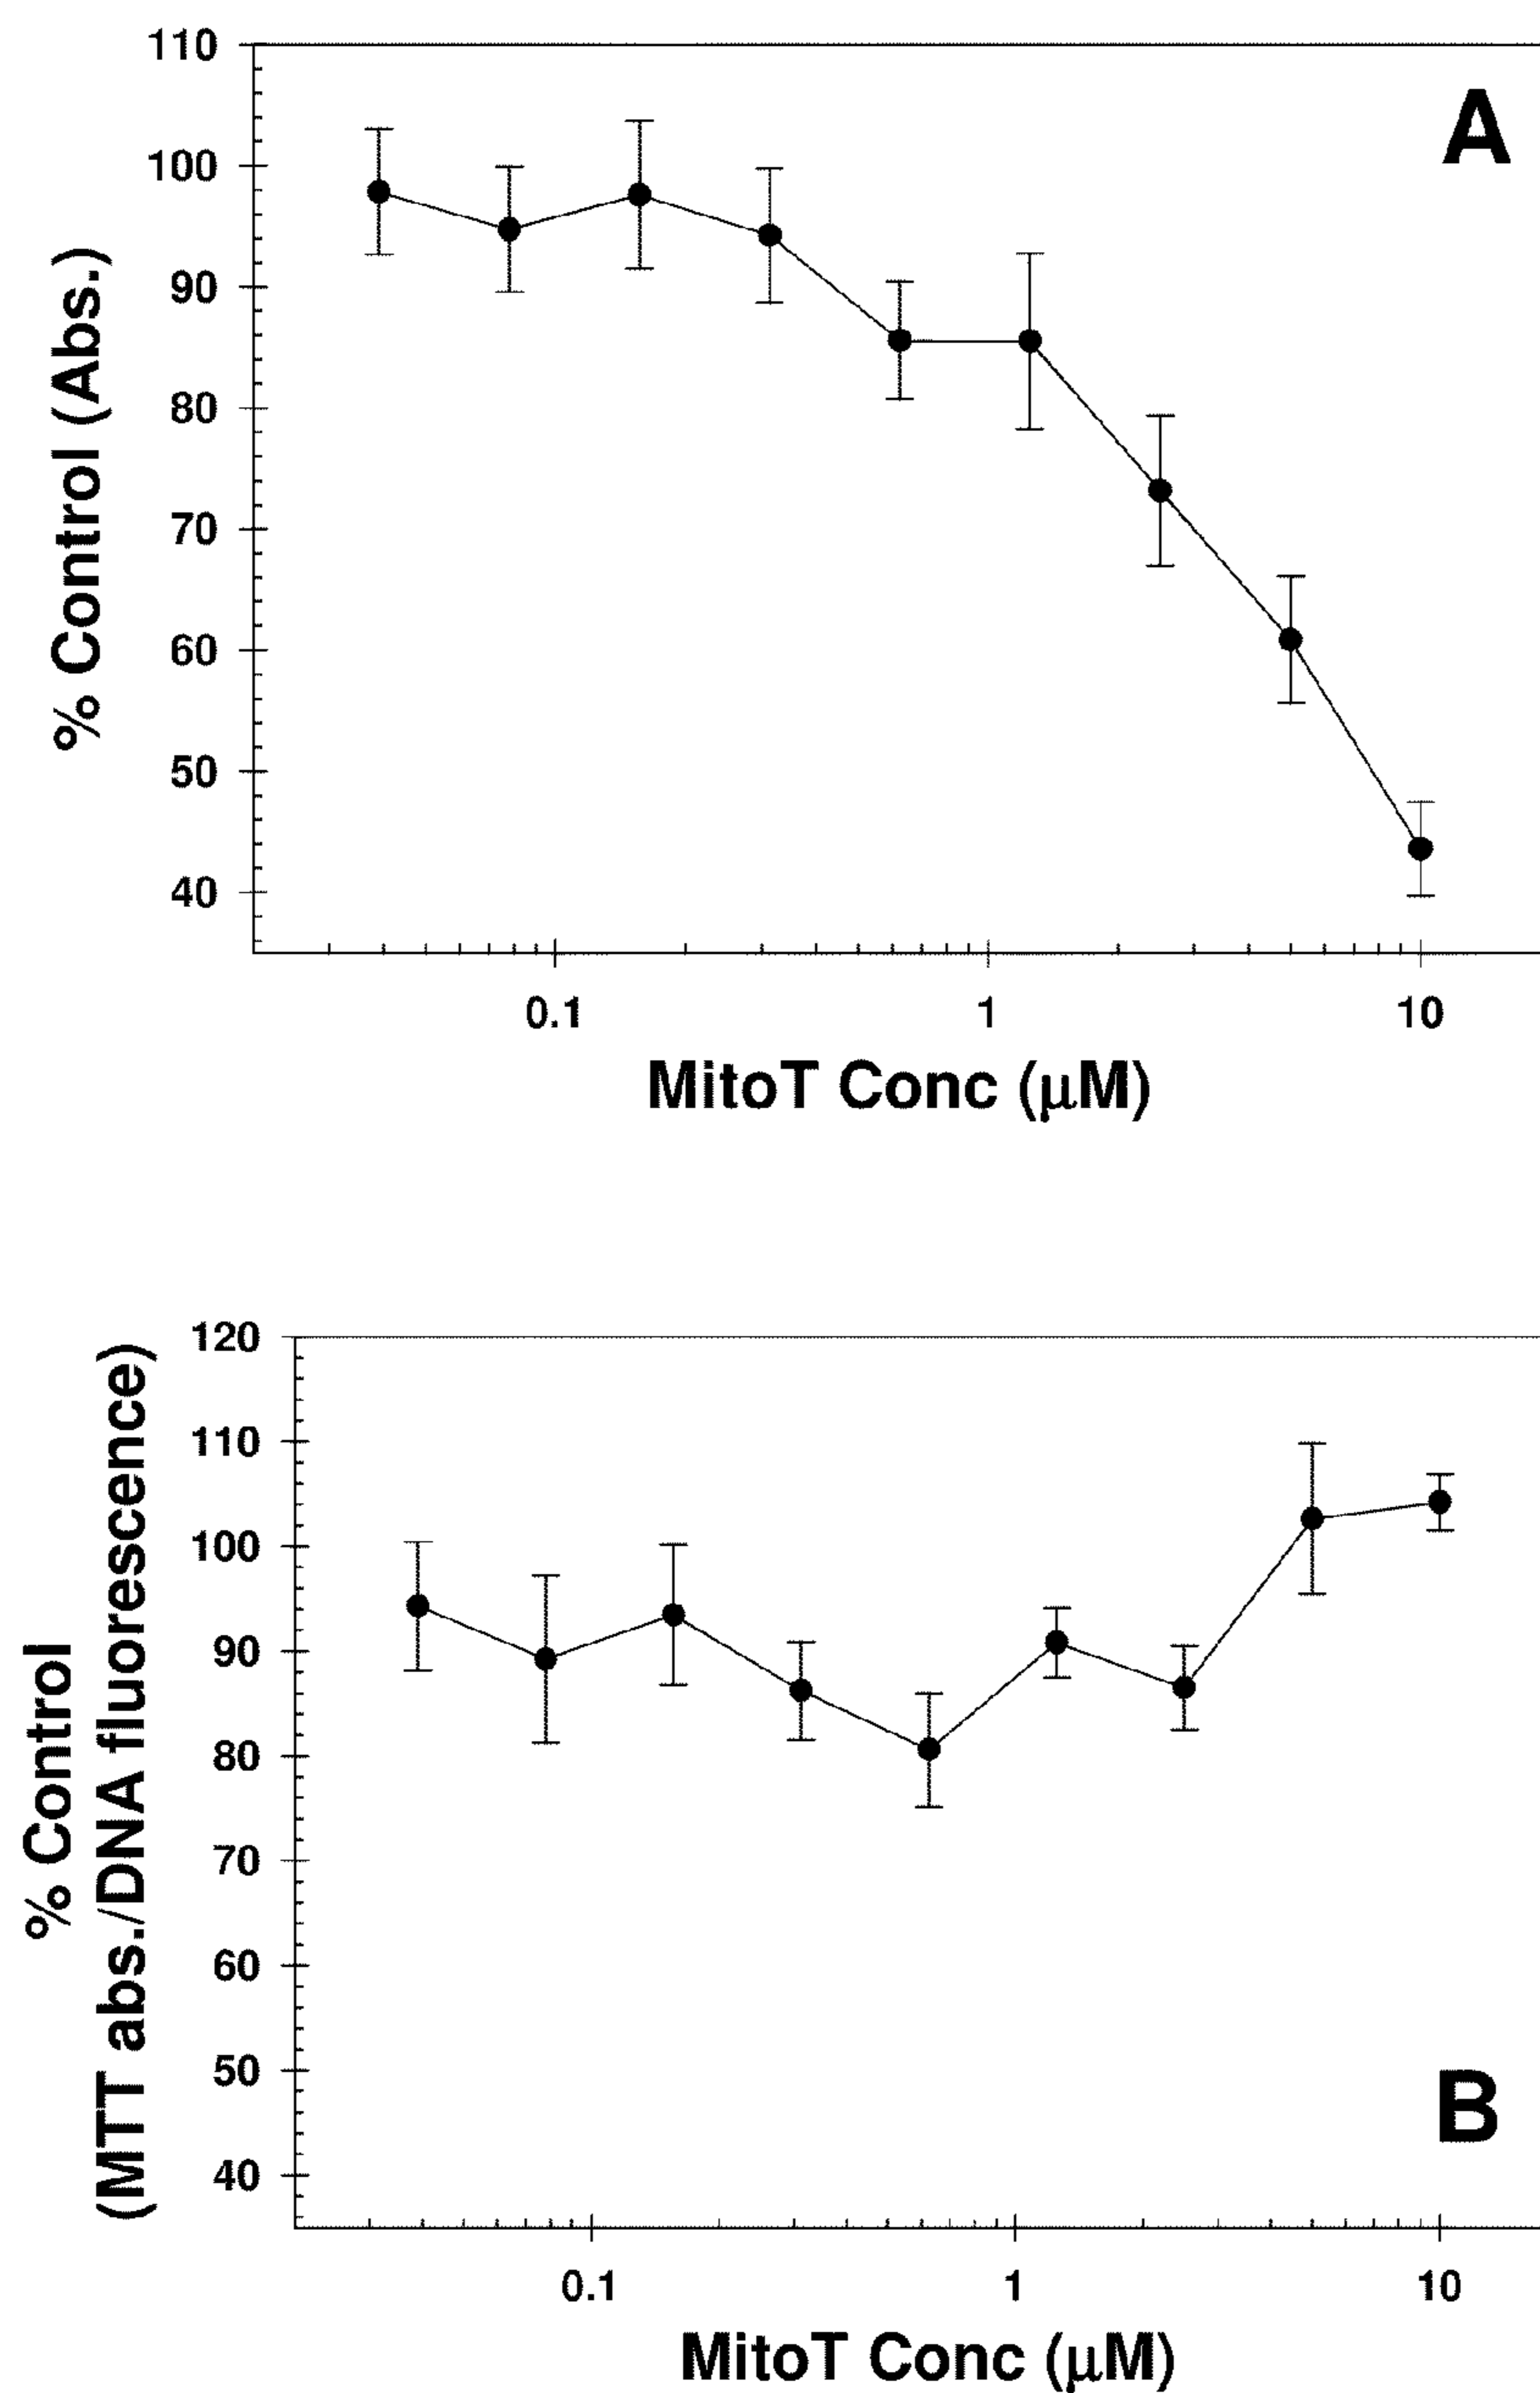 110
A
100
90
80
70
60
50
40
% Control (Abs.)
0.1 1 10
MitoT Conc (μM)
120
110
100
90
80
70
60
50
40
% Control
(MTT abs./DNA fluorescence)
B
0.1 1 10
MitoT Conc (μM)